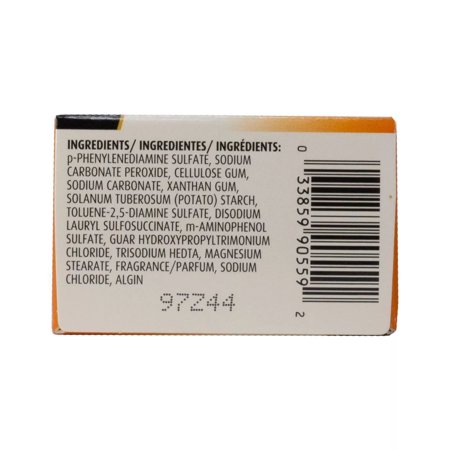 INGREDIENTS/ INGREDIENTES/ INGRÉDIENTS:
p-PHENYLENEDIAMINE SULFATE, SODIUM
CARBONATE PEROXIDE, CELLULOSE GUM,
SODIUM CARBONATE, XANTHAN GUM,
SOLANUM TUBEROSUM (POTATO) STARCH,
TOLUENE-2,5-DIAMINE SULFATE, DISODIUM
LAURYL SULFOSUCCINATE, m-AMINOPHENOL
SULFATE, GUAR HYDROXYPROPYLTRIMONIUM
CHLORIDE, TRISODIUM HEDTA, MAGNESIUM
STEARATE, FRAGRANCE/PARFUM, SODIUM
CHLORIDE, ALGIN
97244
0 33859 90559 2